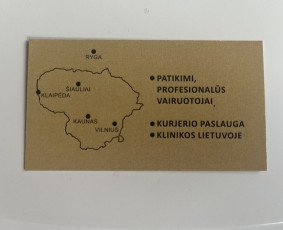 RYGA
ŠIAULIAI
KLAIPĖDA
KAUNAS
VILNIUS
PATIKIMI,
PROFESIONALŪS
VAIRUOTOJAI,
KURJERIO PASLAUGA
KLINIKOS LIETUVOJE